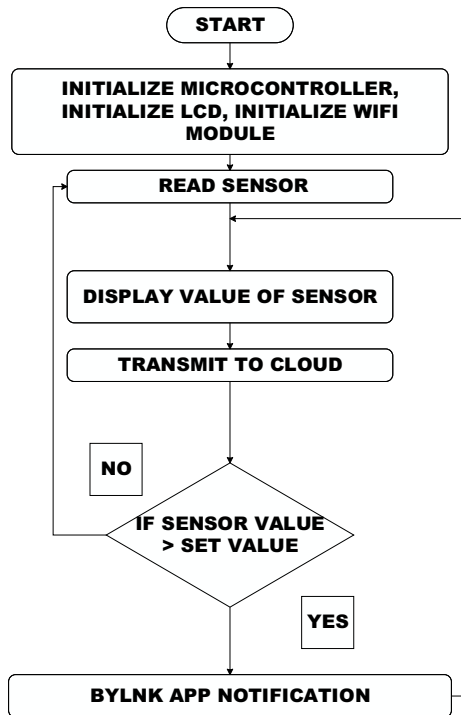 START
INITIALIZE MICROCONTROLLER,
INITIALIZE LCD, INITIALIZE WIFI
MODULE
READ SENSOR
DISPLAY VALUE OF SENSOR
TRANSMIT TO CLOUD
NO
IF SENSOR VALUE
> SET VALUE
YES
BYLNK APP NOTIFICATION